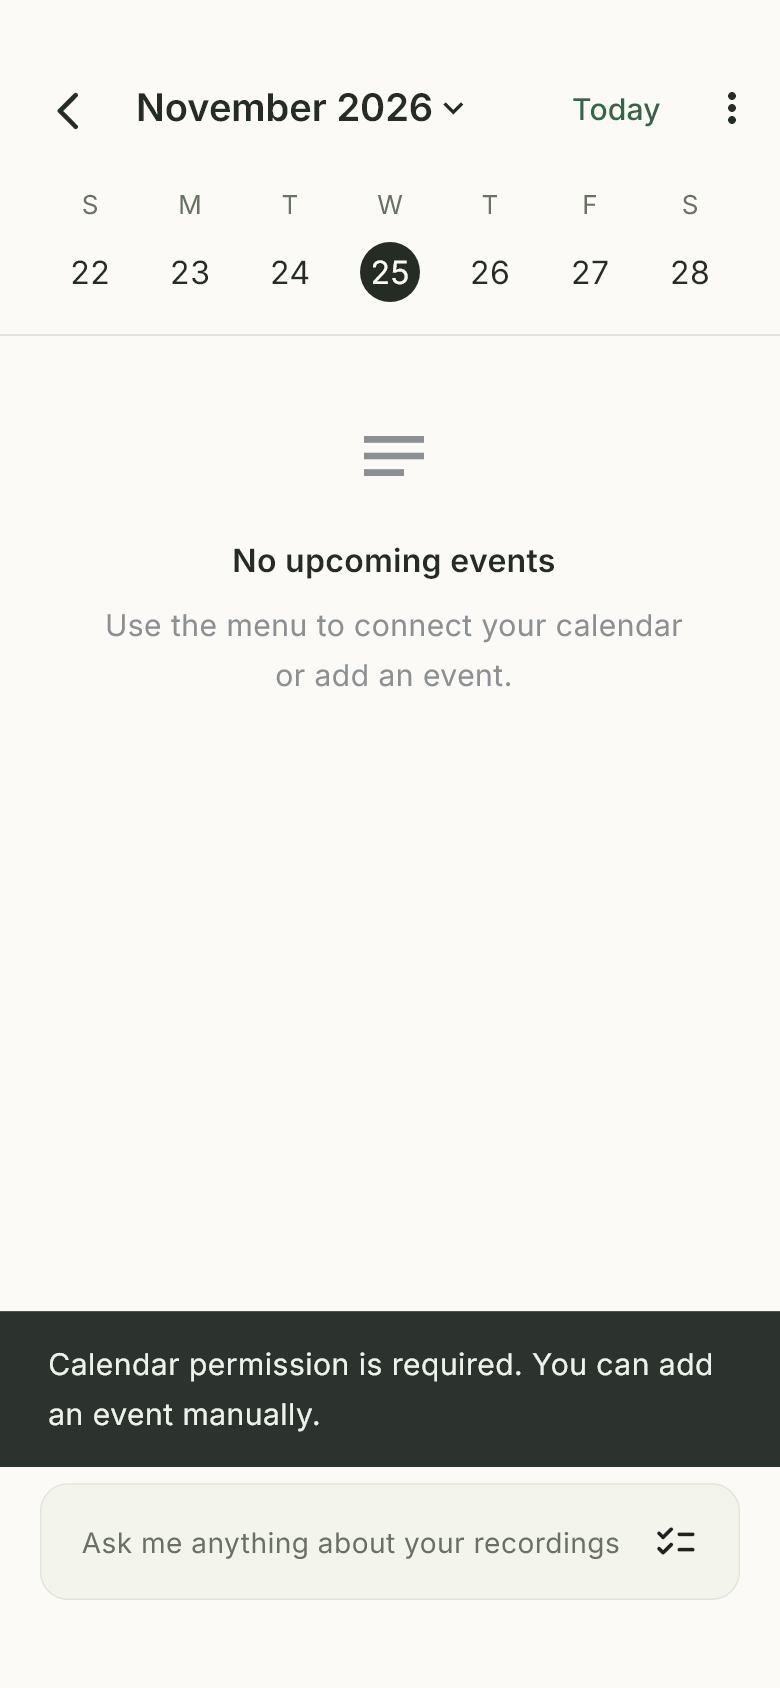 November 2026
Today
S M T W T F S
22 23 24 25 26 27 28
No upcoming events
Use the menu to connect your calendar
or add an event.
Calendar permission is required. You can add
an event manually.
Ask me anything about your recordings